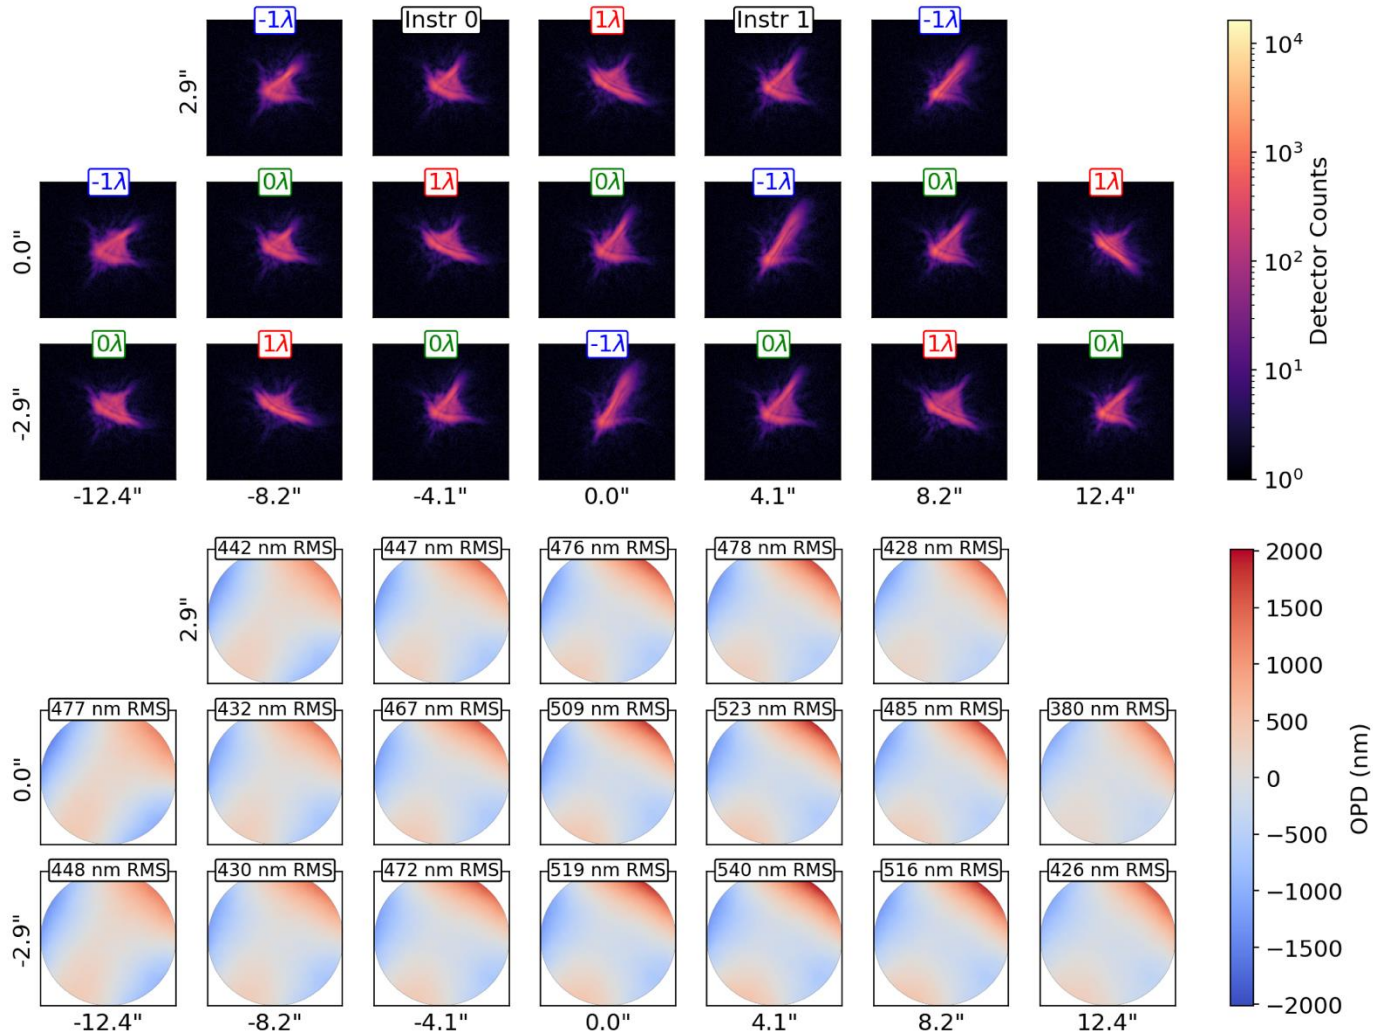 -1λ Instr 0 1λ Instr 1 -1λ
2.9"
-1λ 0λ 1λ 0λ -1λ 0λ 1λ
0.0"
0λ 1λ 0λ -1λ 0λ 1λ 0λ
-2.9"
-12.4" -8.2" -4.1" 0.0" 4.1" 8.2" 12.4"
10⁴
10³
10²
10¹
10⁰
Detector Counts
442 nm RMS 447 nm RMS 476 nm RMS 478 nm RMS 428 nm RMS
2.9"
477 nm RMS 432 nm RMS 467 nm RMS 509 nm RMS 523 nm RMS 485 nm RMS 380 nm RMS
0.0"
448 nm RMS 430 nm RMS 472 nm RMS 519 nm RMS 540 nm RMS 516 nm RMS 426 nm RMS
-2.9"
-12.4" -8.2" -4.1" 0.0" 4.1" 8.2" 12.4"
2000
1500
1000
500
0
−500
−1000
−1500
−2000
OPD (nm)